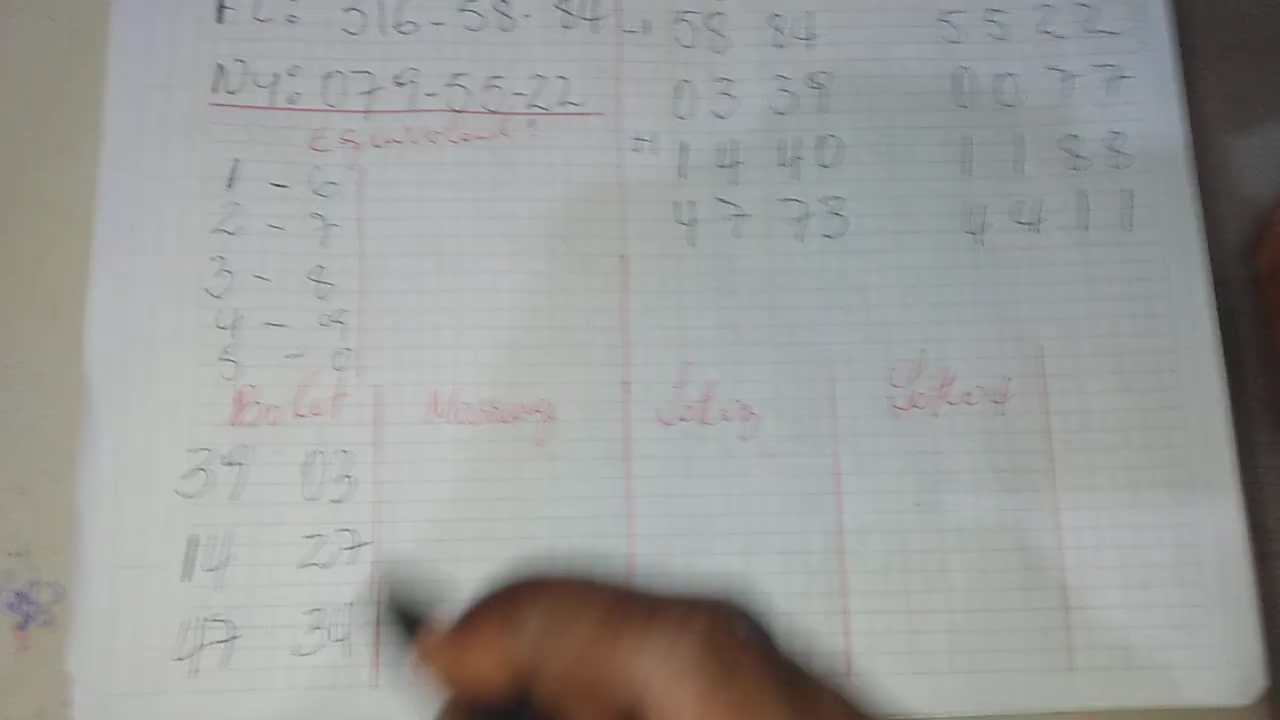 FL: 516-58-84 → 58 84 55 22
Ny: 079-55-22 03 39 00 77
= 14 40 11 88
47 73 44 11
1 - 6
2 - 7
3 - 8
4 - 9
5 - 0
Bolet
39 03
14 27
47 34